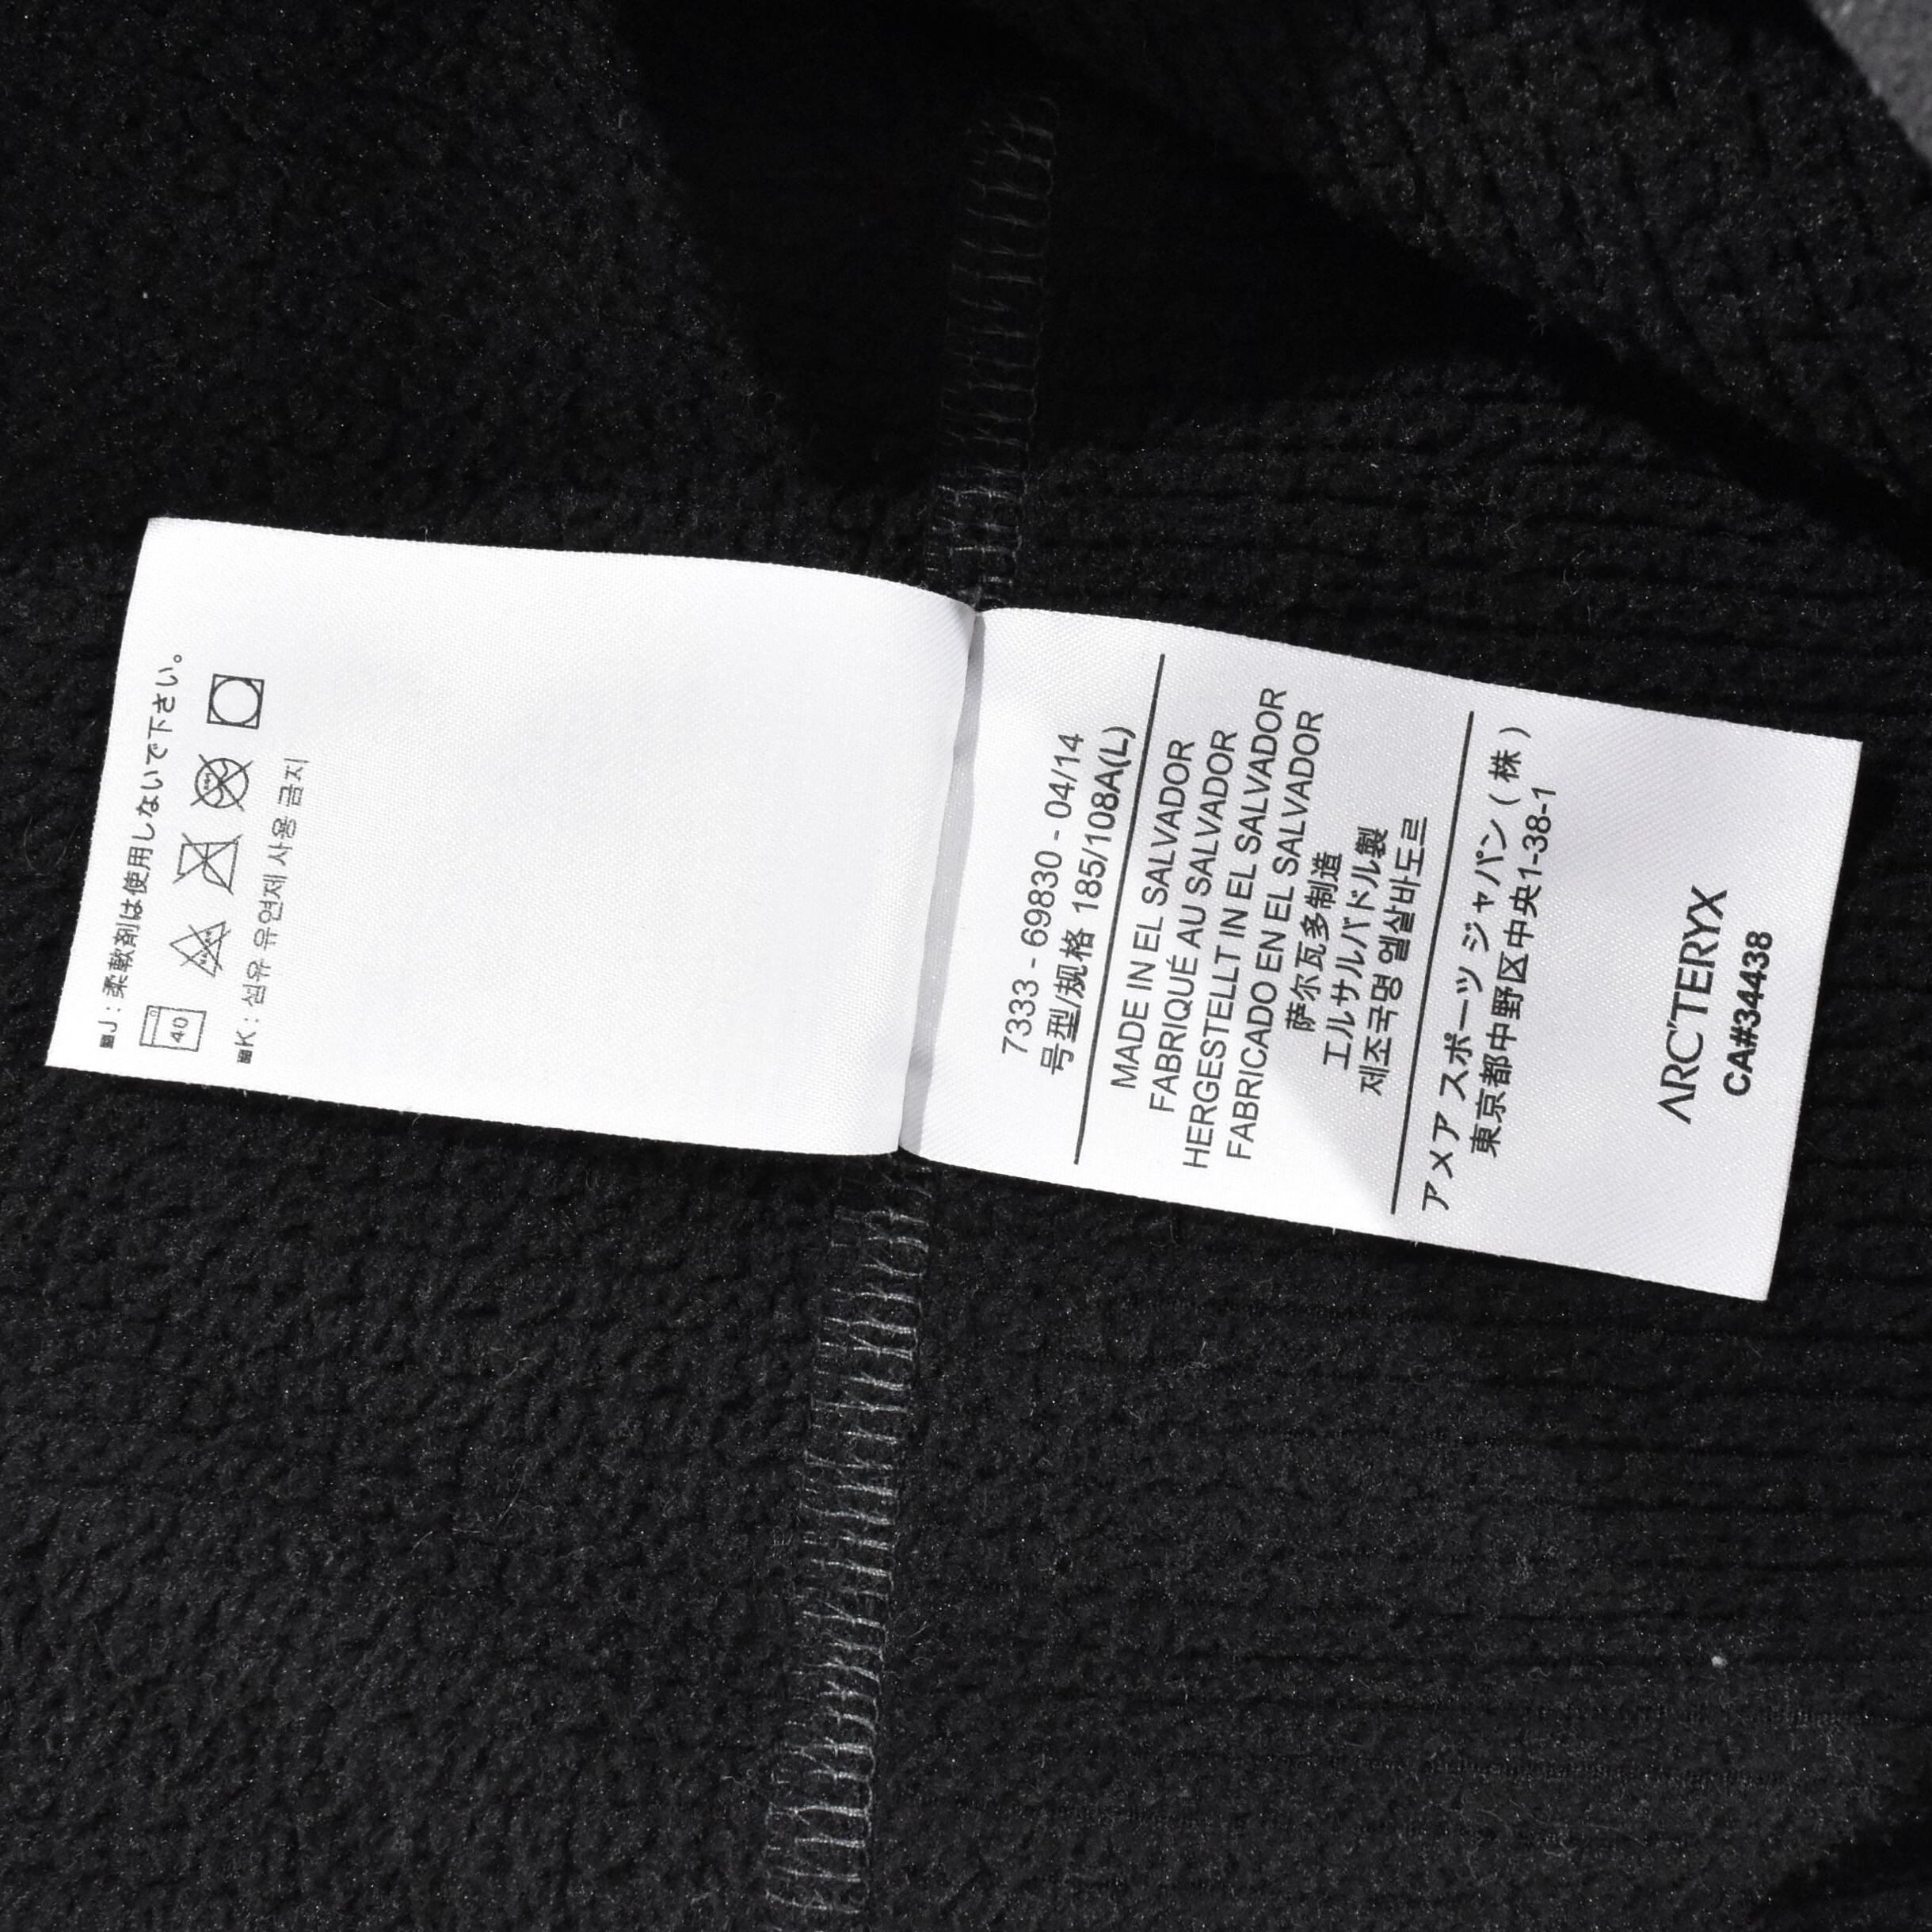 ■J : 柔軟剤は使用しないで下さい。
40
■K : 섬유 유연제 사용 금지
7333 - 69830 - 04/14
号型/规格 185/108A(L)
MADE IN EL SALVADOR
FABRIQUÉ AU SALVADOR
HERGESTELLT IN EL SALVADOR
FABRICADO EN EL SALVADOR
萨尔瓦多制造
エルサルバドル製
제조국명 엘살바도르
アメア スポーツ ジャパン ( 株 )
東京都中野区中央1-38-1
ARC'TERYX
CA#34438